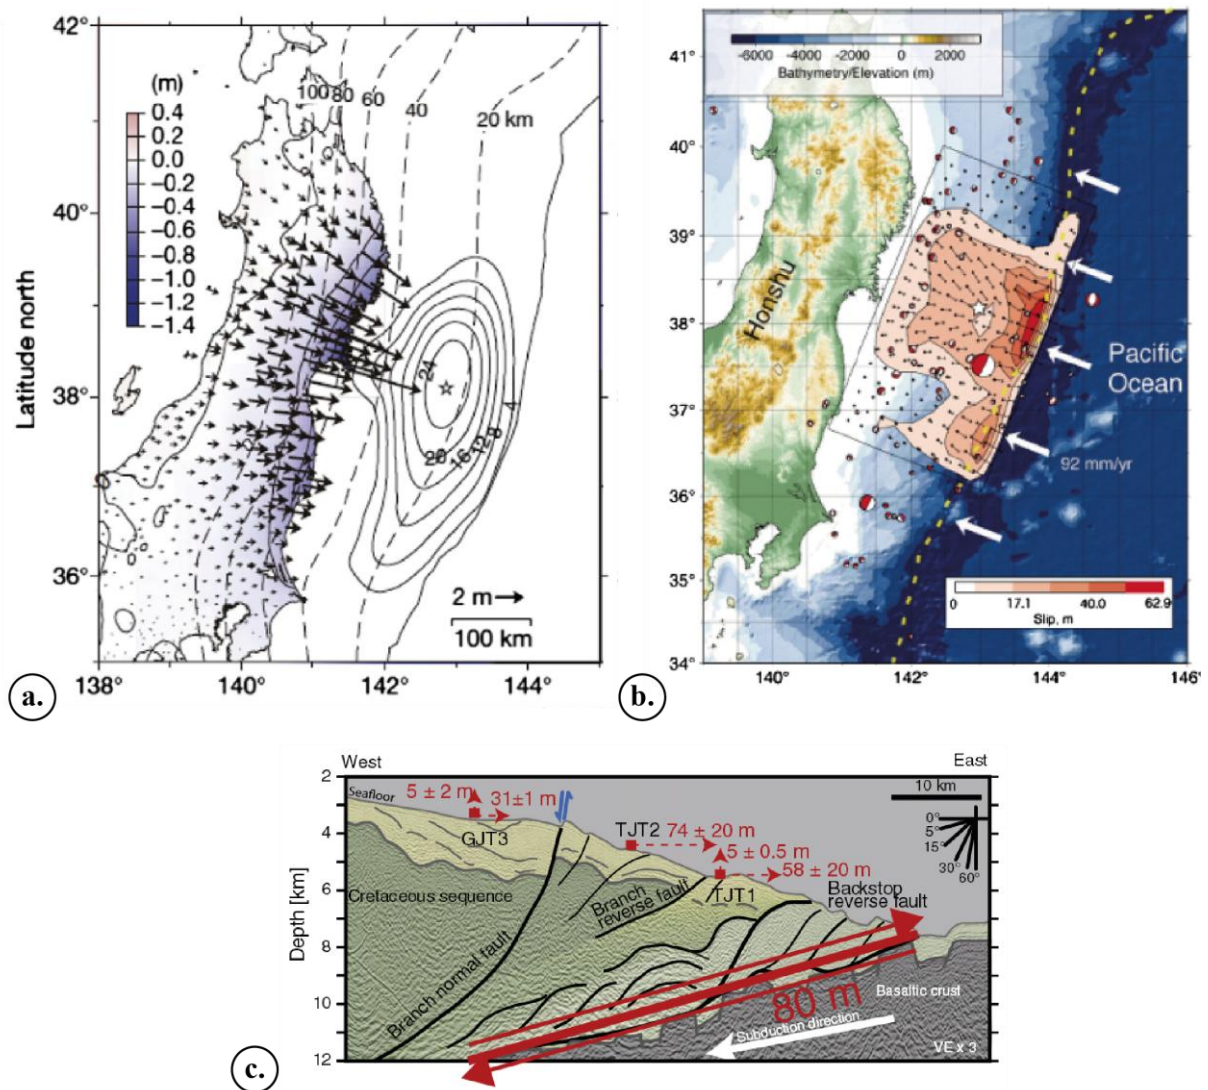 42°
40°
38°
36°
Latitude north
(m)
0.4
0.2
0.0
−0.2
−0.4
−0.6
−0.8
−1.0
−1.2
−1.4
100
80
60
40
20 km
24
20
16
12
8
4
2 m
100 km
138°
140°
142°
144°
a.
-6000 -4000 -2000 0 2000
Bathymetry/Elevation (m)
41°
40°
39°
38°
37°
36°
35°
34°
Honshu
Pacific
Ocean
92 mm/yr
0 17.1 40.0 62.9
Slip, m
140° 142° 144° 146°
b.
West East
2
4
6
8
10
12
Depth [km]
Seafloor
5 ± 2 m
31±1 m
GJT3
TJT2
74 ± 20 m
5 ± 0.5 m
58 ± 20 m
TJT1
10 km
0°
5°
15°
30°
60°
Cretaceous sequence
Branch normal fault
Branch
reverse fault
Backstop
reverse fault
80 m
Basaltic crust
Subduction direction
VE x 3
c.